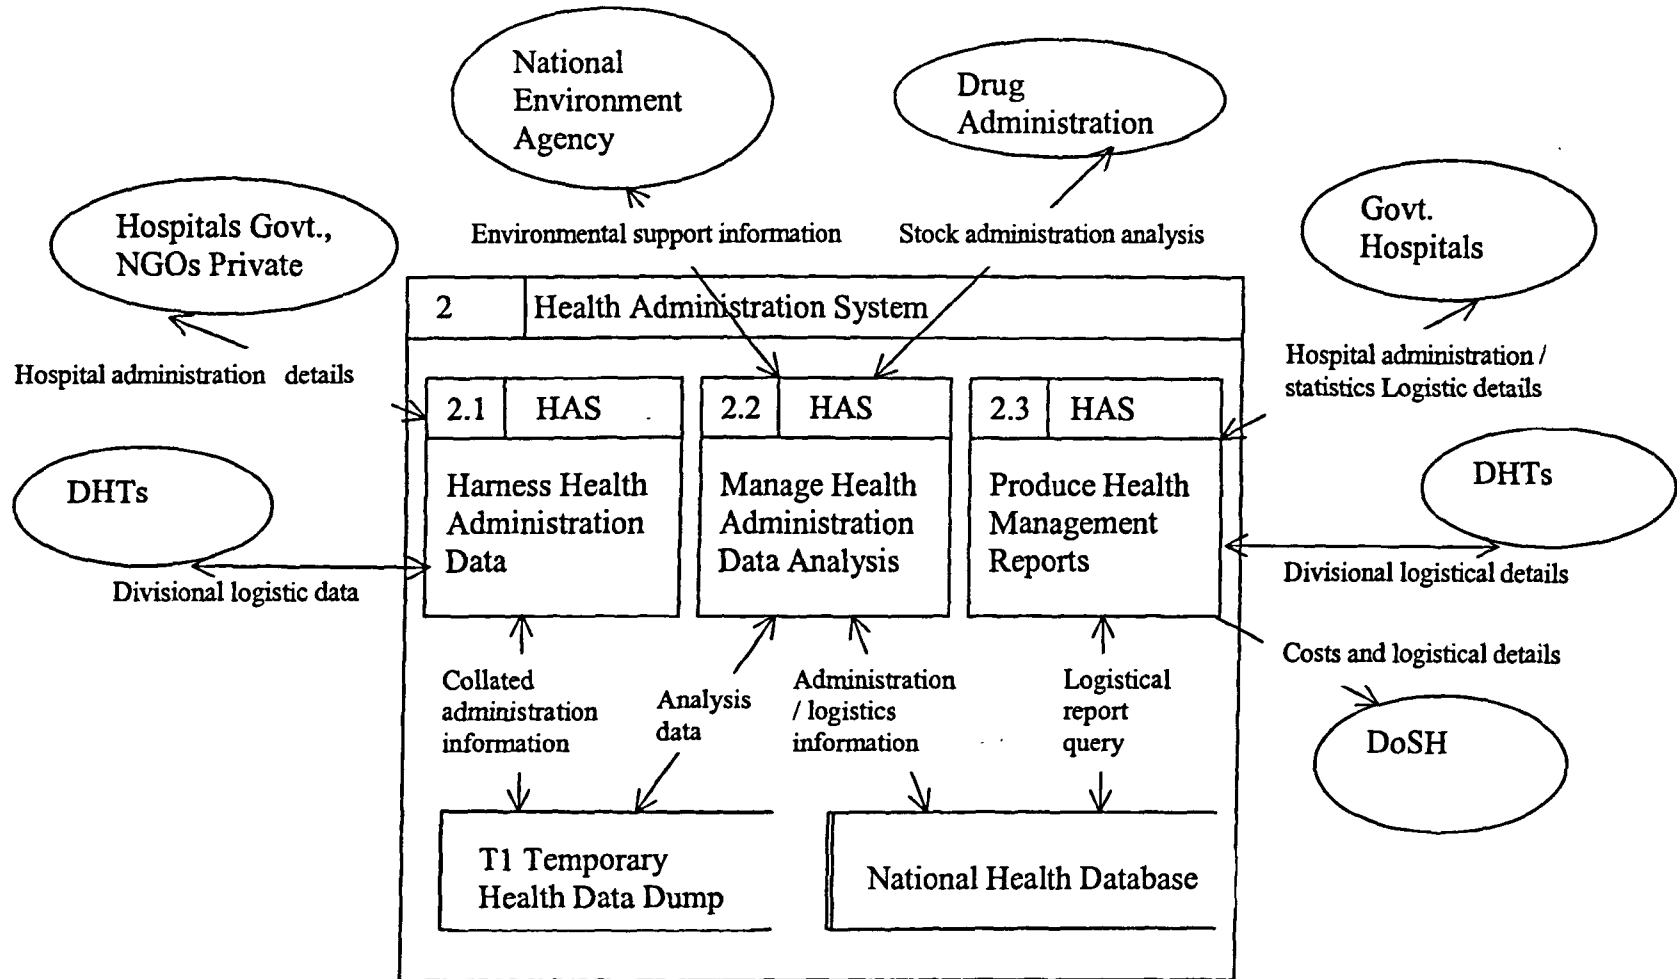 National
Environment
Agency
Drug
Administration
Hospitals Govt.,
NGOs Private
Govt.
Hospitals
Environmental support information
Stock administration analysis
2 Health Administration System
Hospital administration details
Hospital administration /
statistics Logistic details
2.1 HAS
2.2 HAS
2.3 HAS
DHTs
Harness Health
Administration
Data
Manage Health
Administration
Data Analysis
Produce Health
Management
Reports
DHTs
Divisional logistic data
Divisional logistical details
Costs and logistical details
Collated
administration
information
Analysis
data
Administration
/ logistics
information
Logistical
report
query
DoSH
T1 Temporary
Health Data Dump
National Health Database